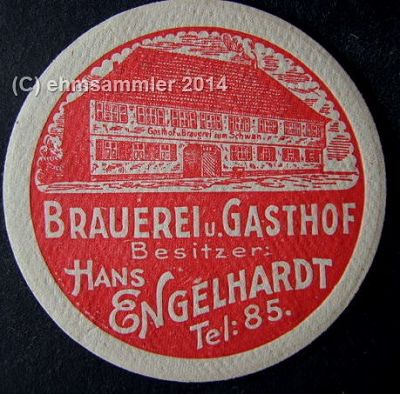 (C) ehmsammler 2014
Gasthof u. Brauerei zum Schwan
BRAUEREI u. GASTHOF
Besitzer:
HANS
ENGELHARDT
Tel: 85.